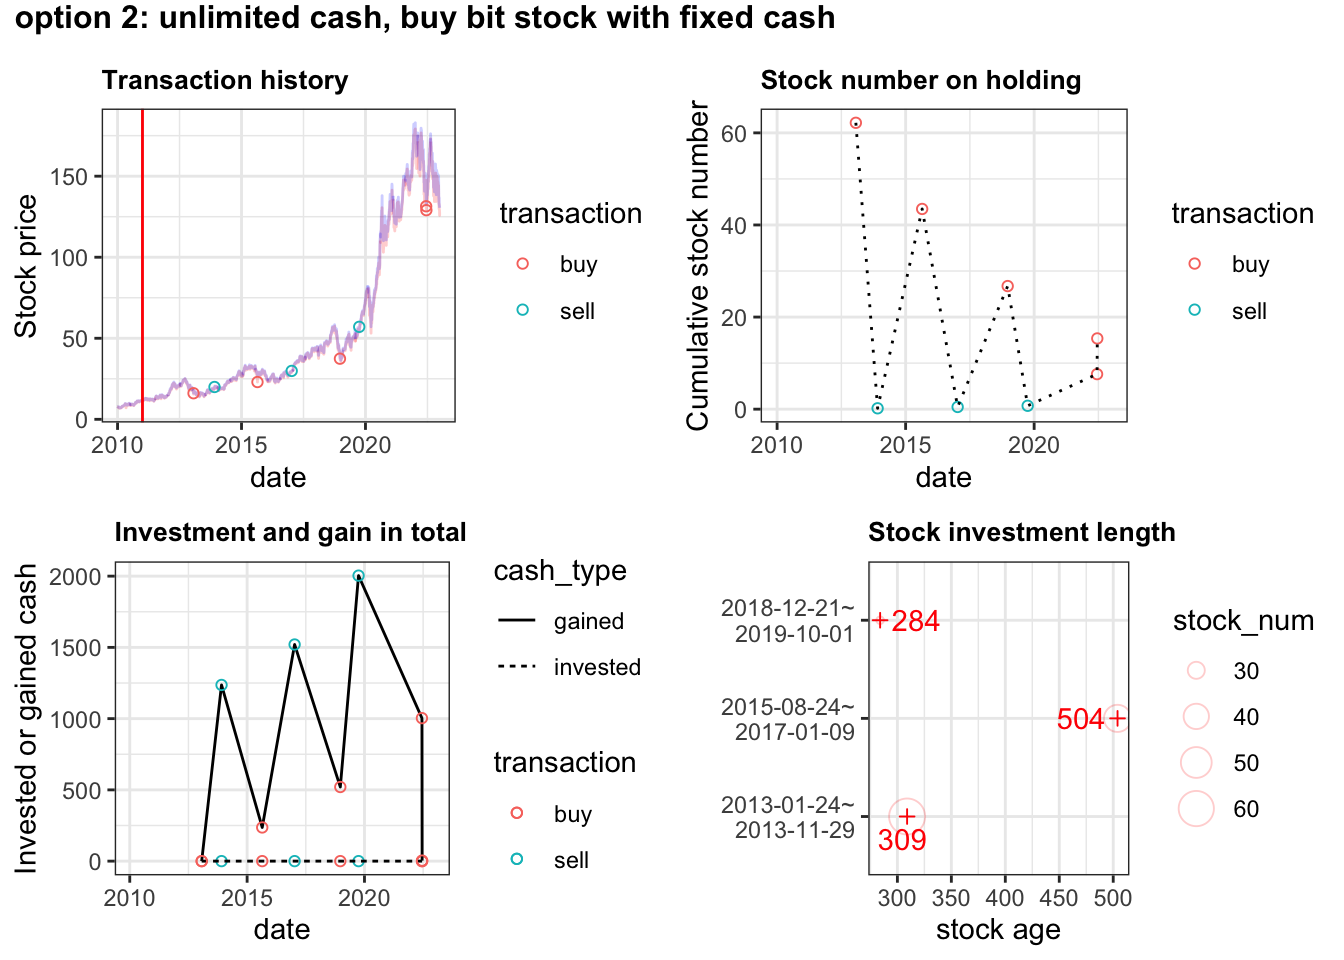 option 2: unlimited cash, buy bit stock with fixed cash
Transaction history
Stock price
150
100
50
0
2010 2015 2020
date
transaction
buy
sell
Stock number on holding
Cumulative stock number
60
40
20
0
2010 2015 2020
date
transaction
buy
sell
Investment and gain in total
Invested or gained cash
2000
1500
1000
500
0
2010 2015 2020
date
cash_type
gained
invested
transaction
buy
sell
Stock investment length
2018-12-21~
2019-10-01
284
2015-08-24~
2017-01-09
504
2013-01-24~
2013-11-29
309
300 350 400 450 500
stock age
stock_num
30
40
50
60